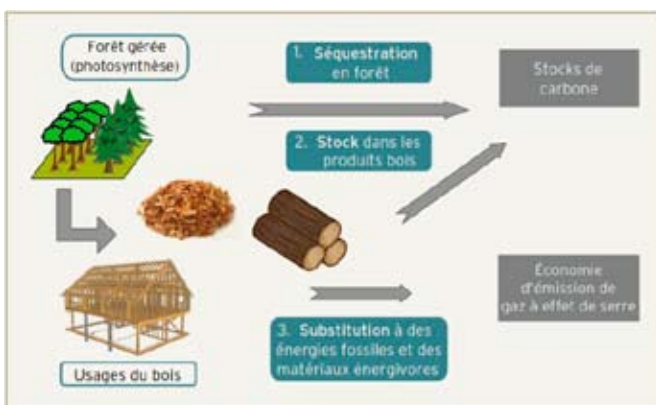 Forêt gérée
(photosynthèse)
1. Séquestration
en forêt
Stocks de
carbone
2. Stock dans les
produits bois
Économie
d'émission de
gaz à effet de serre
3. Substitution à des
énergies fossiles et des
matériaux énergivores
Usages du bois